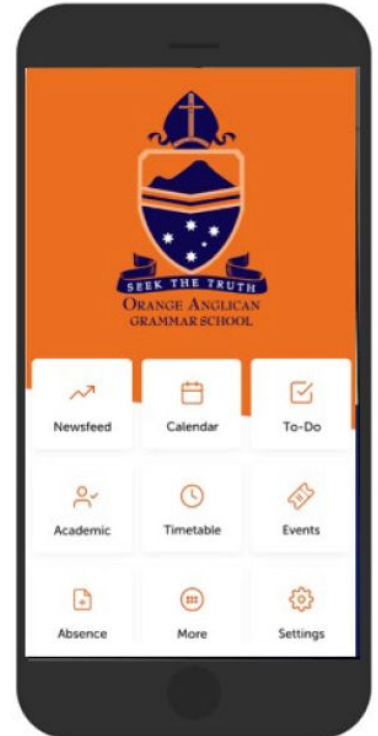 SEEK THE TRUTH
ORANGE ANGLICAN
GRAMMAR SCHOOL
Newsfeed Calendar To-Do
Academic Timetable Events
Absence More Settings